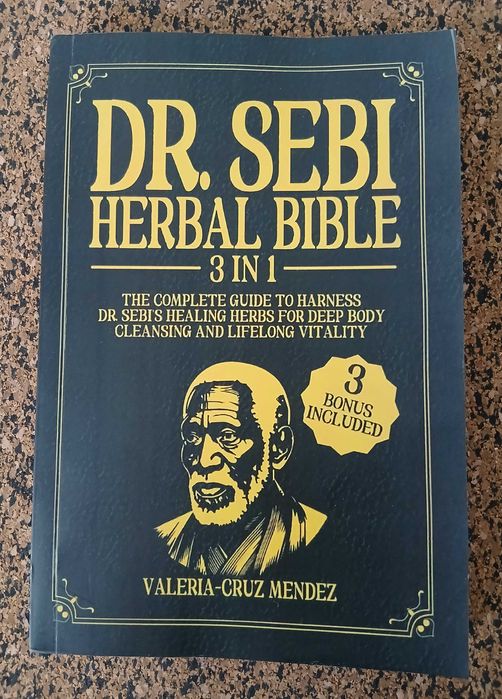 DR. SEBI
HERBAL BIBLE
3 IN 1
THE COMPLETE GUIDE TO HARNESS
DR. SEBI'S HEALING HERBS FOR DEEP BODY
CLEANSING AND LIFELONG VITALITY
3
BONUS
INCLUDED
VALERIA-CRUZ MENDEZ